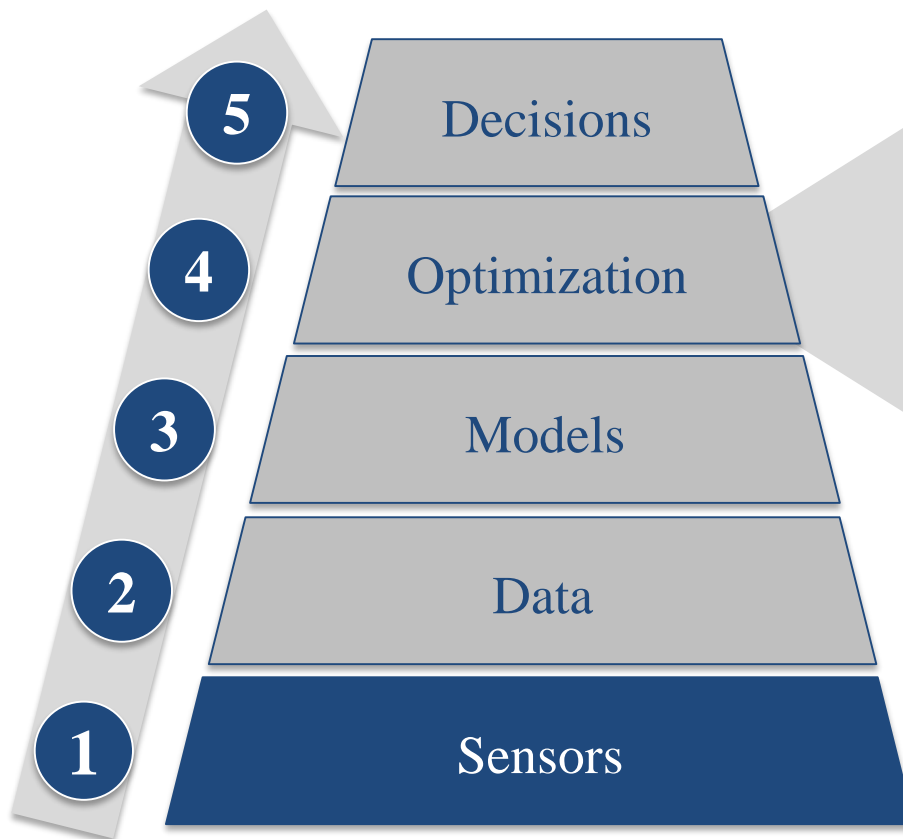 5
Decisions
4
Optimization
3
Models
2
Data
1
Sensors